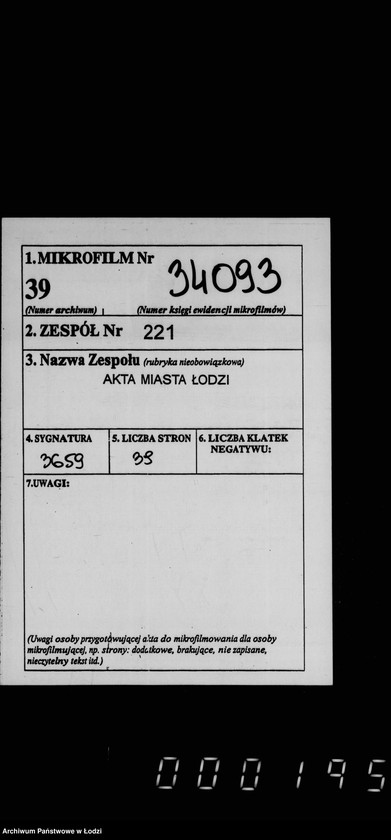 1. MIKROFILM Nr
39
34093
(Numer archiwum) (Numer księgi ewidencji mikrofilmów)
2. ZESPÓŁ Nr 221
3. Nazwa Zespołu (rubryka nieobowiązkowa)
AKTA MIASTA ŁODZI
4. SYGNATURA
3659
5. LICZBA STRON
39
6. LICZBA KLATEK
NEGATYWU:
7.UWAGI:
(Uwagi osoby przygotowującej akta do mikrofilmowania dla osoby
mikrofilmującej, np. strony: dodatkowe, brakujące, nie zapisane,
nieczytelny tekst itd.)
000195
Archiwum Państwowe w Łodzi